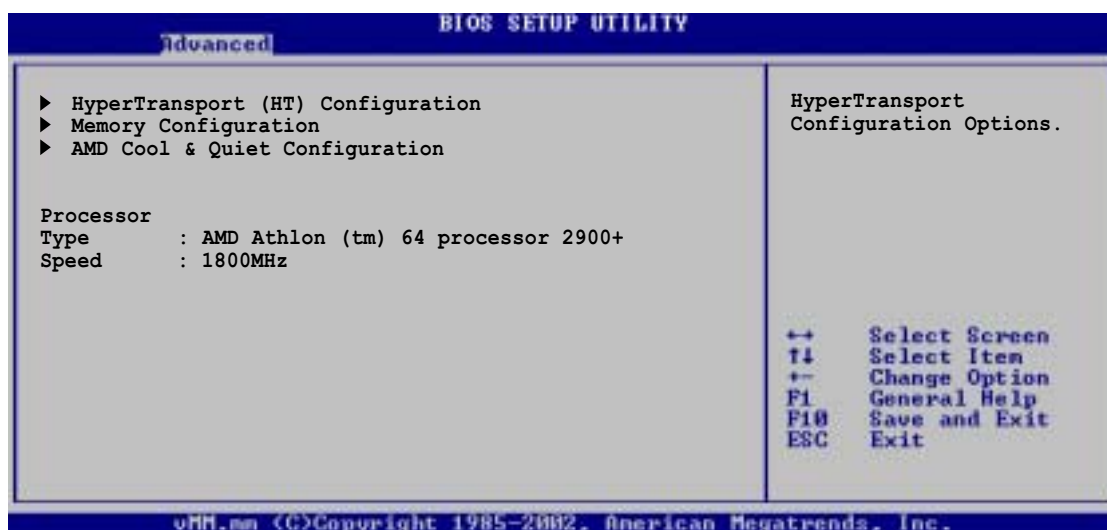 BIOS SETUP UTILITY
Advanced
▶ HyperTransport (HT) Configuration
▶ Memory Configuration
▶ AMD Cool & Quiet Configuration
Processor
Type : AMD Athlon (tm) 64 processor 2900+
Speed : 1800MHz
HyperTransport
Configuration Options.
←→ Select Screen
↑↓ Select Item
+- Change Option
F1 General Help
F10 Save and Exit
ESC Exit
vMM.mm (C)Copyright 1985-2002, American Megatrends, Inc.